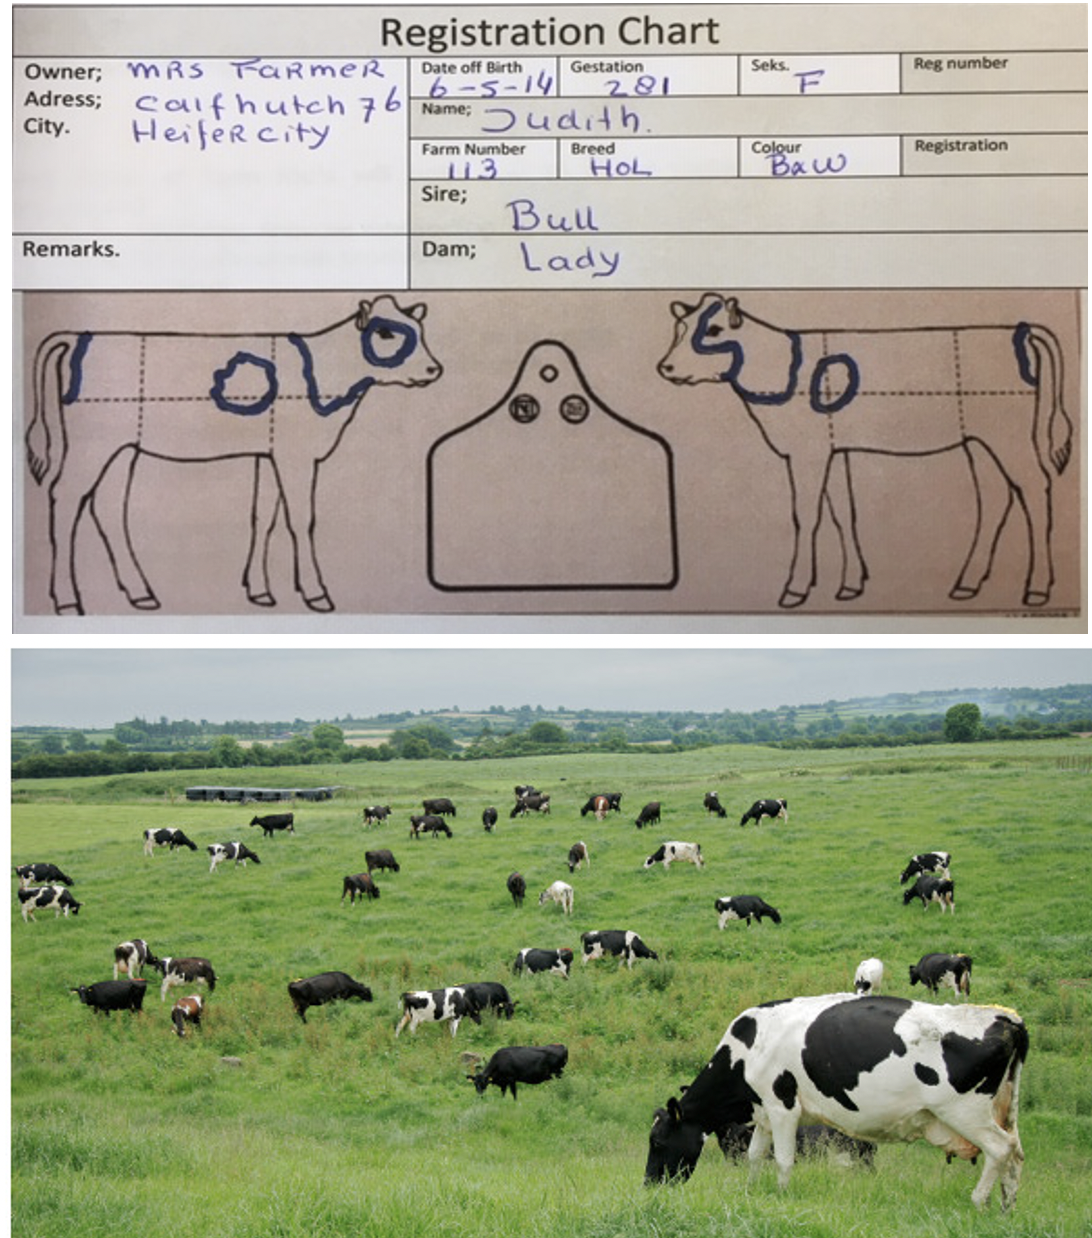 Registration Chart
Owner; MRS FARMER
Adress; Calfhutch 76
City. HeifeR city
Date off Birth 6-5-14
Gestation 281
Seks. F
Reg number
Name; Judith.
Farm Number 113
Breed HOL
Colour B&W
Registration
Sire; Bull
Remarks.
Dam; Lady